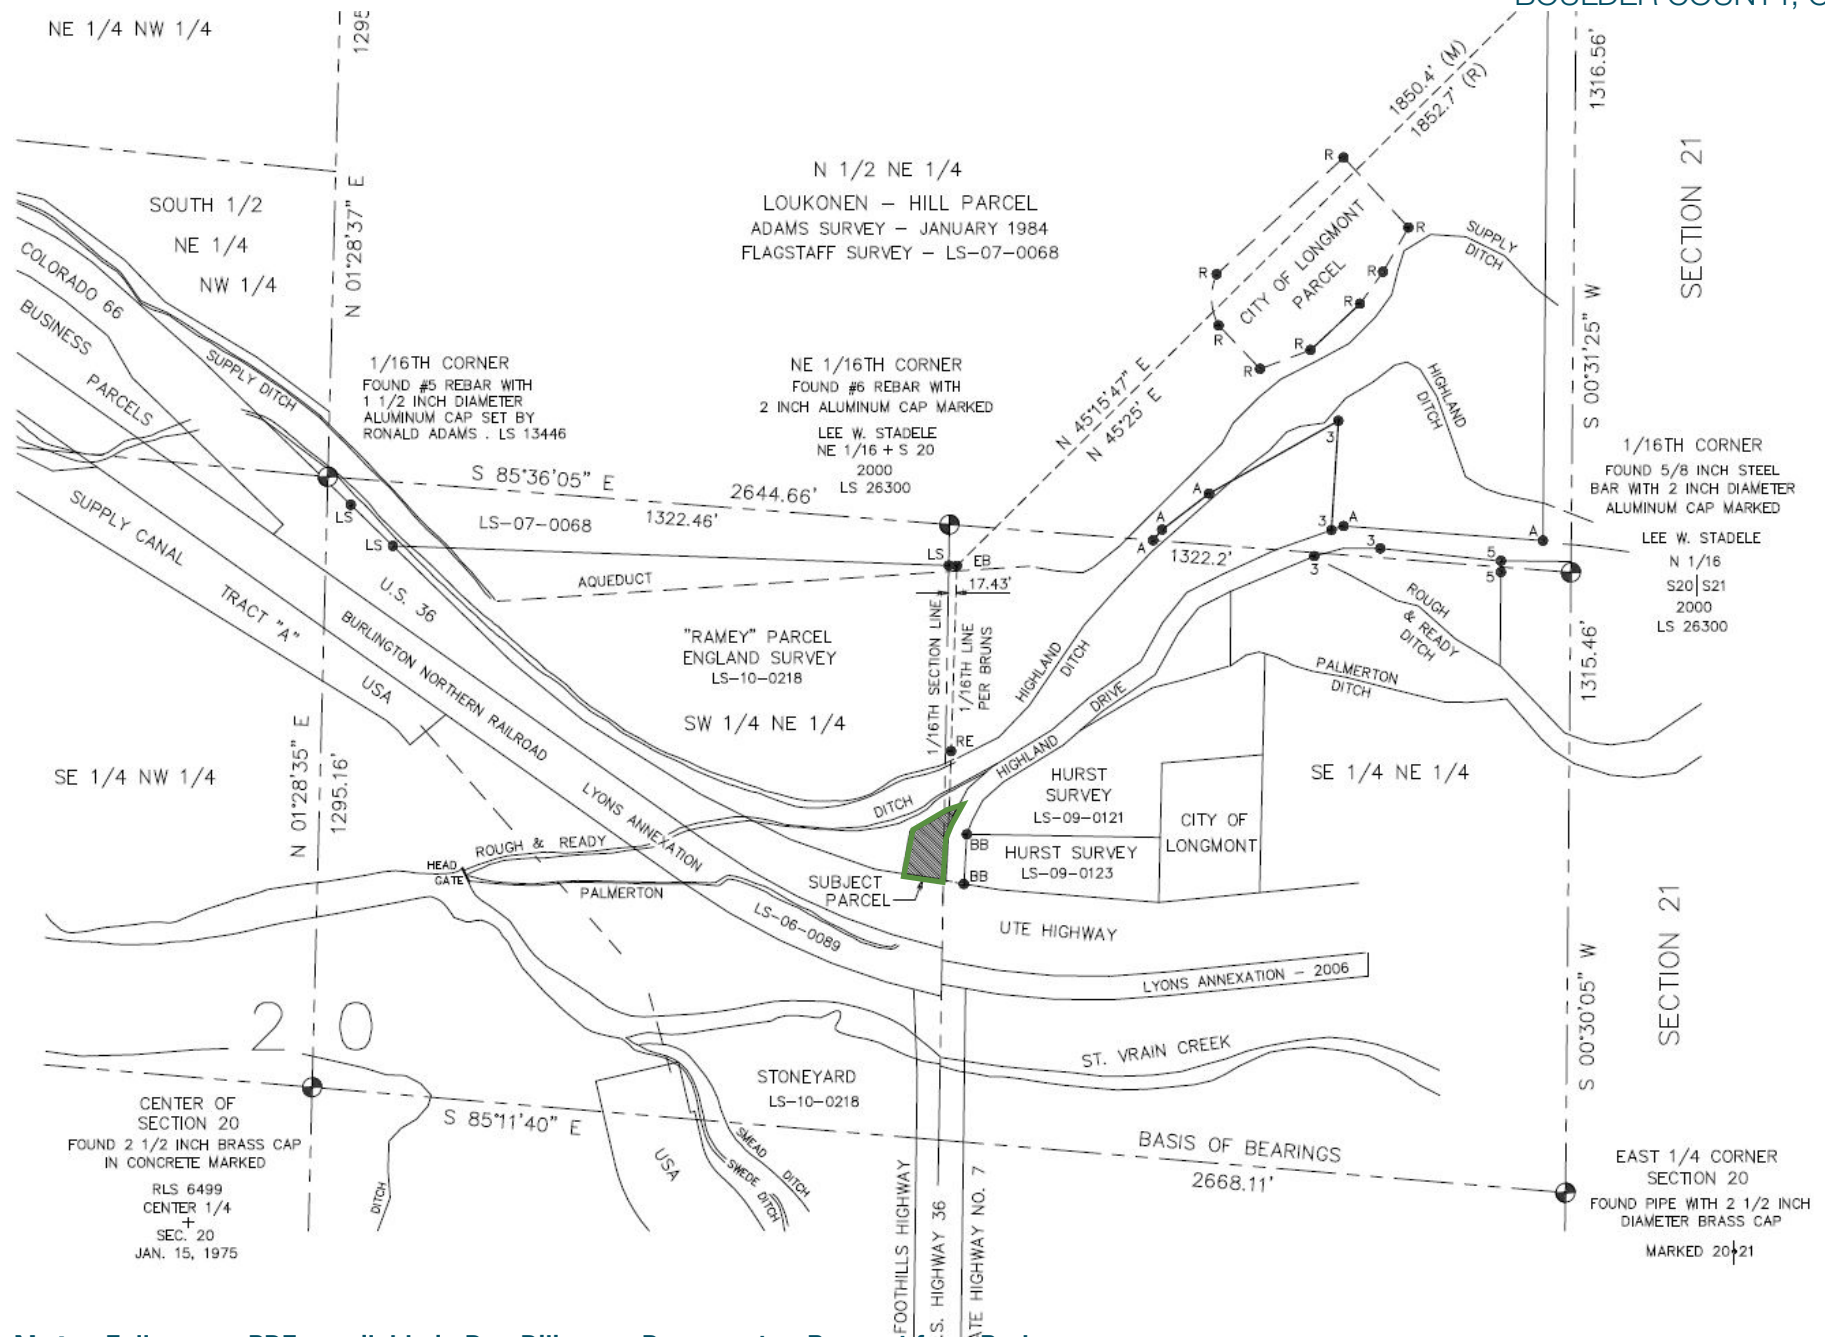 NE 1/4 NW 1/4
1295
1316.56'
1850.4' (M)
1852.7' (R)
SECTION 21
N 1/2 NE 1/4
LOUKONEN – HILL PARCEL
ADAMS SURVEY – JANUARY 1984
FLAGSTAFF SURVEY – LS-07-0068
SOUTH 1/2
NE 1/4
NW 1/4
N 01°28'37" E
R
R
R
R
R
R
R
R
CITY OF LONGMONT
PARCEL
SUPPLY
DITCH
COLORADO 66
BUSINESS
PARCELS
SUPPLY DITCH
1/16TH CORNER
FOUND #5 REBAR WITH
1 1/2 INCH DIAMETER
ALUMINUM CAP SET BY
RONALD ADAMS . LS 13446
NE 1/16TH CORNER
FOUND #6 REBAR WITH
2 INCH ALUMINUM CAP MARKED
LEE W. STADELE
NE 1/16 + S 20
2000
LS 26300
N 45°15'47" E
N 45°25' E
HIGHLAND
DITCH
S 00°31'25" W
1/16TH CORNER
FOUND 5/8 INCH STEEL
BAR WITH 2 INCH DIAMETER
ALUMINUM CAP MARKED
LEE W. STADELE
N 1/16
S20|S21
2000
LS 26300
S 85°36'05" E
2644.66'
LS-07-0068
1322.46'
1322.2'
LS
LS
LS
EB
17.43'
A
A
A
A
A
3
3
3
3
5
5
AQUEDUCT
SUPPLY CANAL
TRACT "A"
USA
U.S. 36
BURLINGTON NORTHERN RAILROAD
LYONS ANNEXATION
"RAMEY" PARCEL
ENGLAND SURVEY
LS-10-0218
SW 1/4 NE 1/4
1/16TH SECTION LINE
1/16TH LINE
PER BRUNS
RE
HIGHLAND
DITCH
HIGHLAND
DRIVE
ROUGH
& READY
DITCH
PALMERTON
DITCH
1315.46'
SE 1/4 NW 1/4
N 01°28'35" E
1295.16'
SE 1/4 NE 1/4
HURST
SURVEY
LS-09-0121
BB
HURST SURVEY
LS-09-0123
BB
CITY OF
LONGMONT
DITCH
ROUGH & READY
HEAD
GATE
PALMERTON
SUBJECT
PARCEL
LS-06-0089
UTE HIGHWAY
LYONS ANNEXATION – 2006
SECTION 21
S 00°30'05" W
2 0
ST. VRAIN CREEK
STONEYARD
LS-10-0218
S 85°11'40" E
BASIS OF BEARINGS
2668.11'
CENTER OF
SECTION 20
FOUND 2 1/2 INCH BRASS CAP
IN CONCRETE MARKED
RLS 6499
CENTER 1/4
+
SEC. 20
JAN. 15, 1975
DITCH
USA
SMEAD DITCH
SWEDE DITCH
FOOTHILLS HIGHWAY
HIGHWAY 36
HIGHWAY NO. 7
EAST 1/4 CORNER
SECTION 20
FOUND PIPE WITH 2 1/2 INCH
DIAMETER BRASS CAP
MARKED 20 21